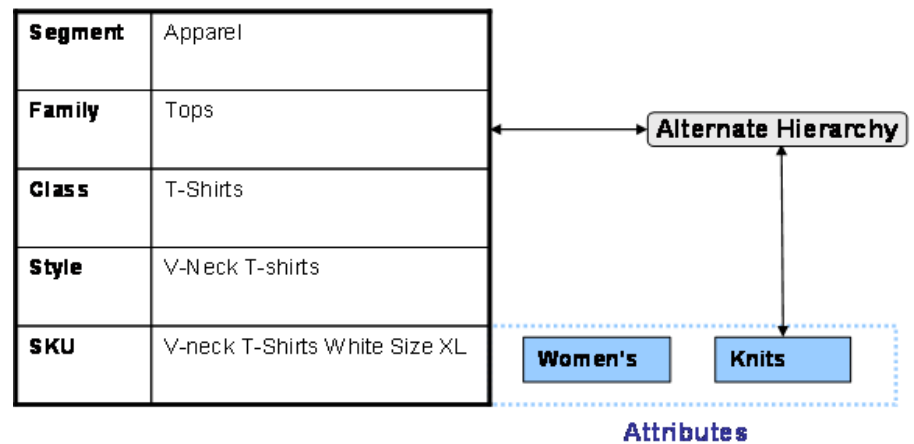 Segment Apparel
Family Tops
Alternate Hierarchy
Class T-Shirts
Style V-Neck T-shirts
SKU V-neck T-Shirts White Size XL
Women's Knits
Attributes